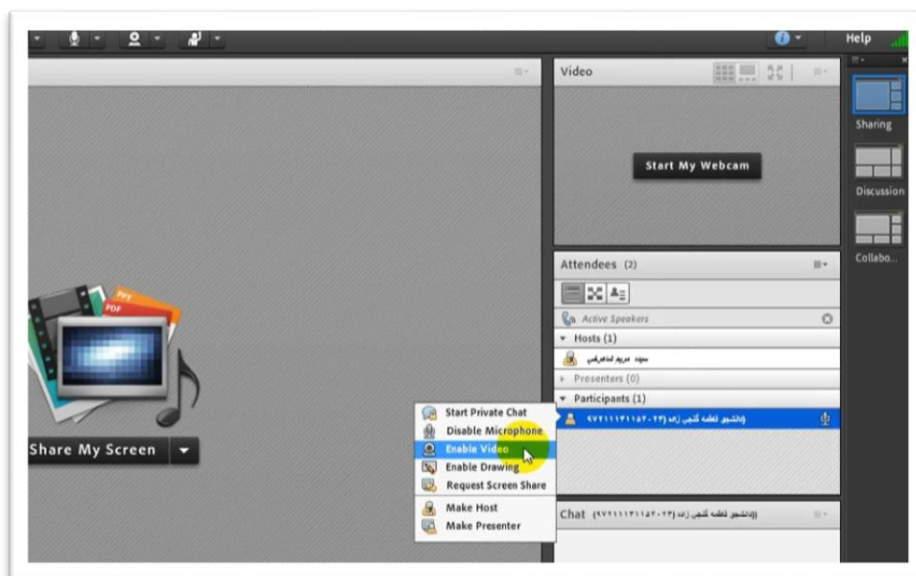 Help
Video
Sharing
Start My Webcam
Discussion
Attendees (2)
Collabo...
Active Speakers
Hosts (1)
Presenters (0)
Participants (1)
PPT
PDF
Share My Screen
Start Private Chat
Disable Microphone
Enable Video
Enable Drawing
Request Screen Share
Make Host
Make Presenter
Chat